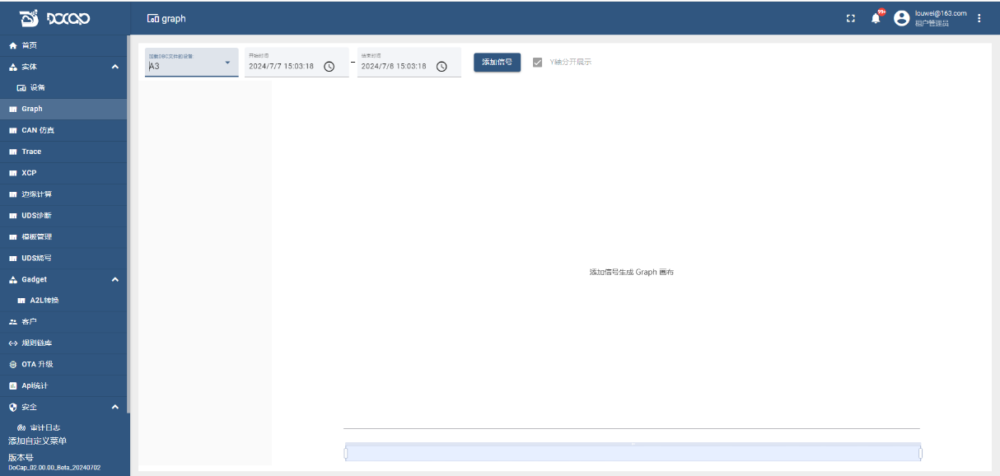 DOCAP
graph
99+
louwei@163.com
租户管理员
首页
实体
设备
Graph
CAN 仿真
Trace
XCP
边缘计算
UDS诊断
模板管理
UDS烧写
Gadget
A2L转换
客户
规则链库
OTA 升级
Api统计
安全
审计日志
添加自定义菜单
版本号
DoCap_02.00.00_Beta_20240702
加载DBC文件的设备
A3
开始时间
2024/7/7 15:03:18
–
结束时间
2024/7/8 15:03:18
添加信号
Y轴分开展示
添加信号生成 Graph 画布